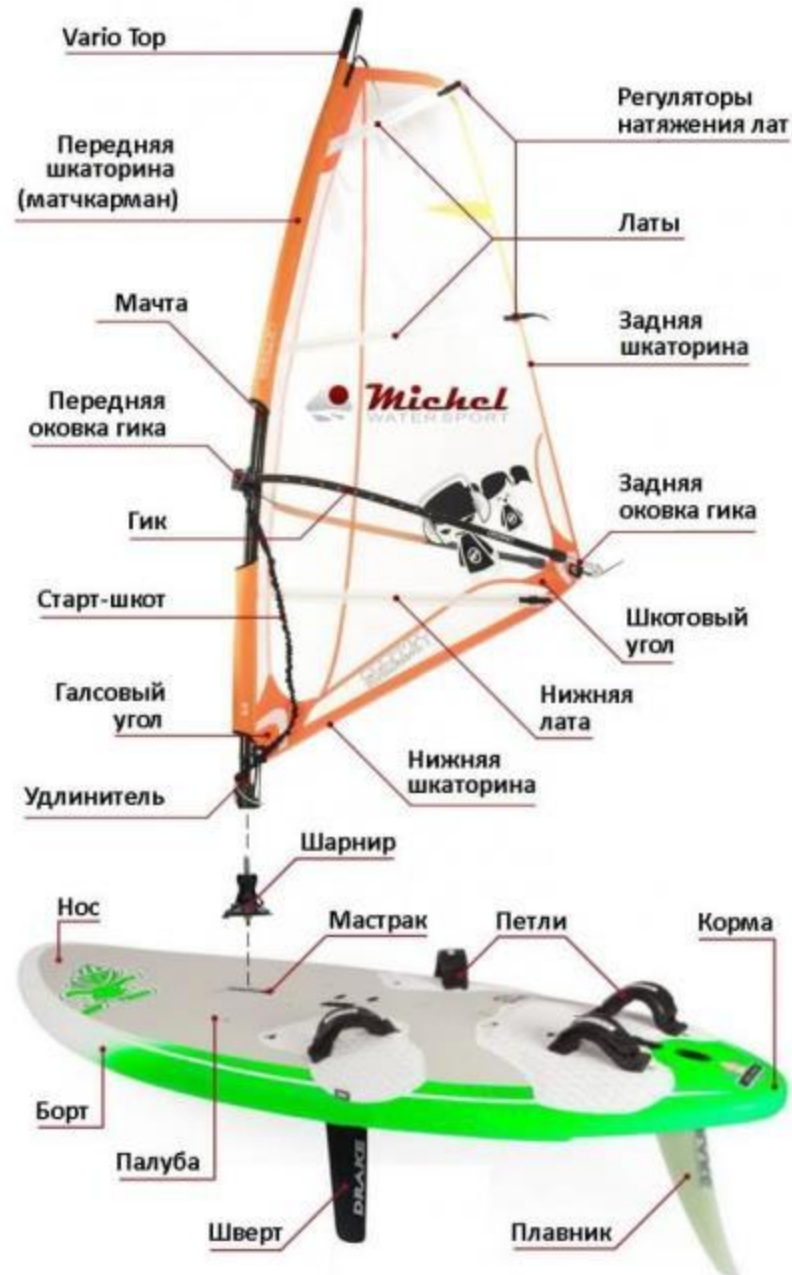 Vario Top
Регуляторы
натяжения лат
Передняя
шкаторина
(матчкарман)
Латы
Мачта
Задняя
шкаторина
Michel
WATERSPORT
Передняя
оковка гика
Задняя
оковка гика
Гик
Старт-шкот
Шкотовый
угол
Галсовый
угол
Нижняя
лата
Нижняя
шкаторина
Удлинитель
Шарнир
Нос
Мастрак
Петли
Корма
Борт
Палуба
DRAKE
DRAKE
Шверт
Плавник